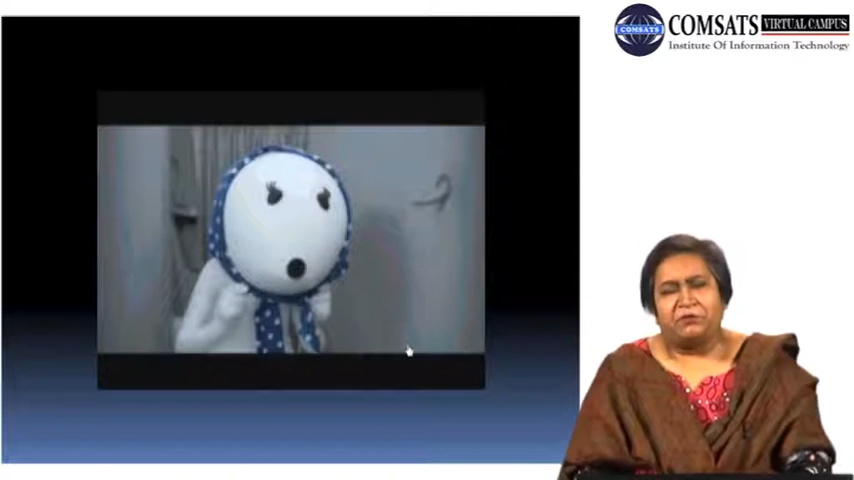 COMSATS
COMSATS VIRTUAL CAMPUS
Institute Of Information Technology